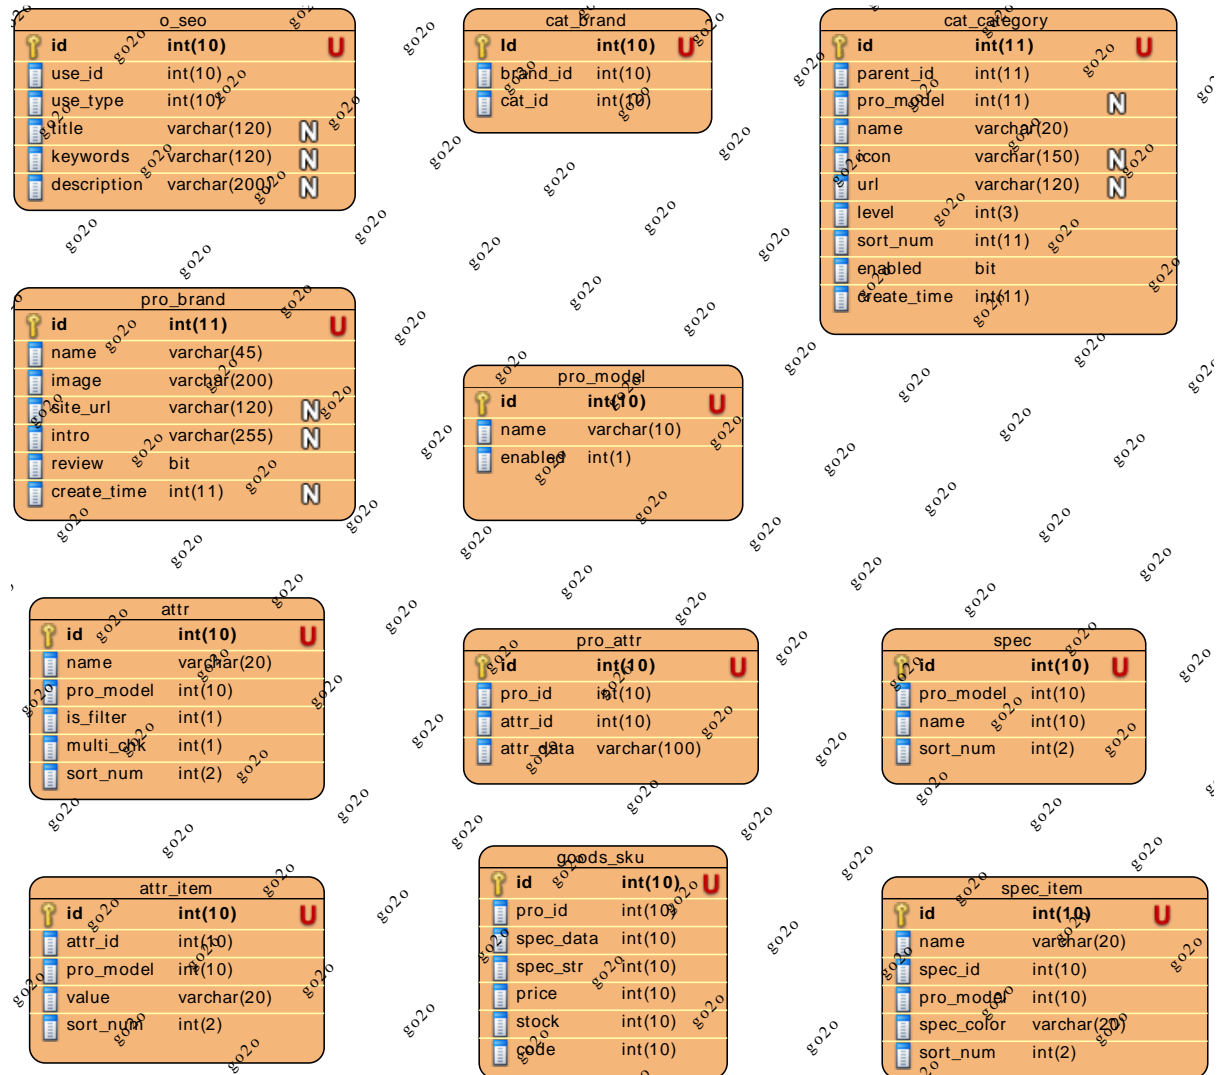 o_seo
id int(10) U
use_id int(10)
use_type int(10)
title varchar(120) N
keywords varchar(120) N
description varchar(200) N
cat_brand
Id int(10) U
brand_id int(10)
cat_id int(10)
cat_category
id int(11) U
parent_id int(11)
pro_model int(11) N
name varchar(20)
icon varchar(150) N
url varchar(120) N
level int(3)
sort_num int(11)
enabled bit
create_time int(11)
pro_brand
id int(11) U
name varchar(45)
image varchar(200)
site_url varchar(120) N
intro varchar(255) N
review bit
create_time int(11) N
pro_model
id int(10) U
name varchar(10)
enabled int(1)
attr
id int(10) U
name varchar(20)
pro_model int(10)
is_filter int(1)
multi_chk int(1)
sort_num int(2)
pro_attr
id int(10) U
pro_id int(10)
attr_id int(10)
attr_data varchar(100)
spec
id int(10) U
pro_model int(10)
name int(10)
sort_num int(2)
attr_item
id int(10) U
attr_id int(10)
pro_model int(10)
value varchar(20)
sort_num int(2)
goods_sku
id int(10) U
pro_id int(10)
spec_data int(10)
spec_str int(10)
price int(10)
stock int(10)
code int(10)
spec_item
id int(10) U
name varchar(20)
spec_id int(10)
pro_model int(10)
spec_color varchar(20)
sort_num int(2)
go2o